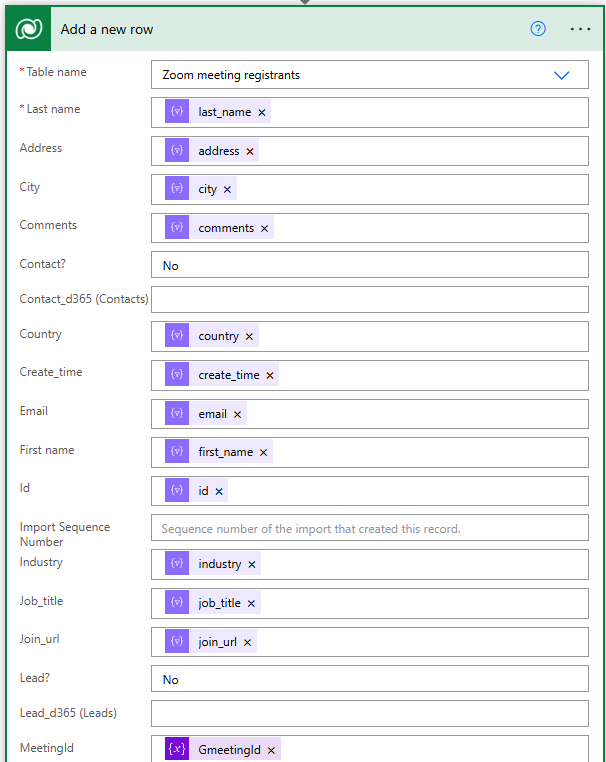 Add a new row
* Table name Zoom meeting registrants
* Last name last_name ×
Address address ×
City city ×
Comments comments ×
Contact? No
Contact_d365 (Contacts)
Country country ×
Create_time create_time ×
Email email ×
First name first_name ×
Id id ×
Import Sequence Number Sequence number of the import that created this record.
Industry industry ×
Job_title job_title ×
Join_url join_url ×
Lead? No
Lead_d365 (Leads)
MeetingId {x} GmeetingId ×